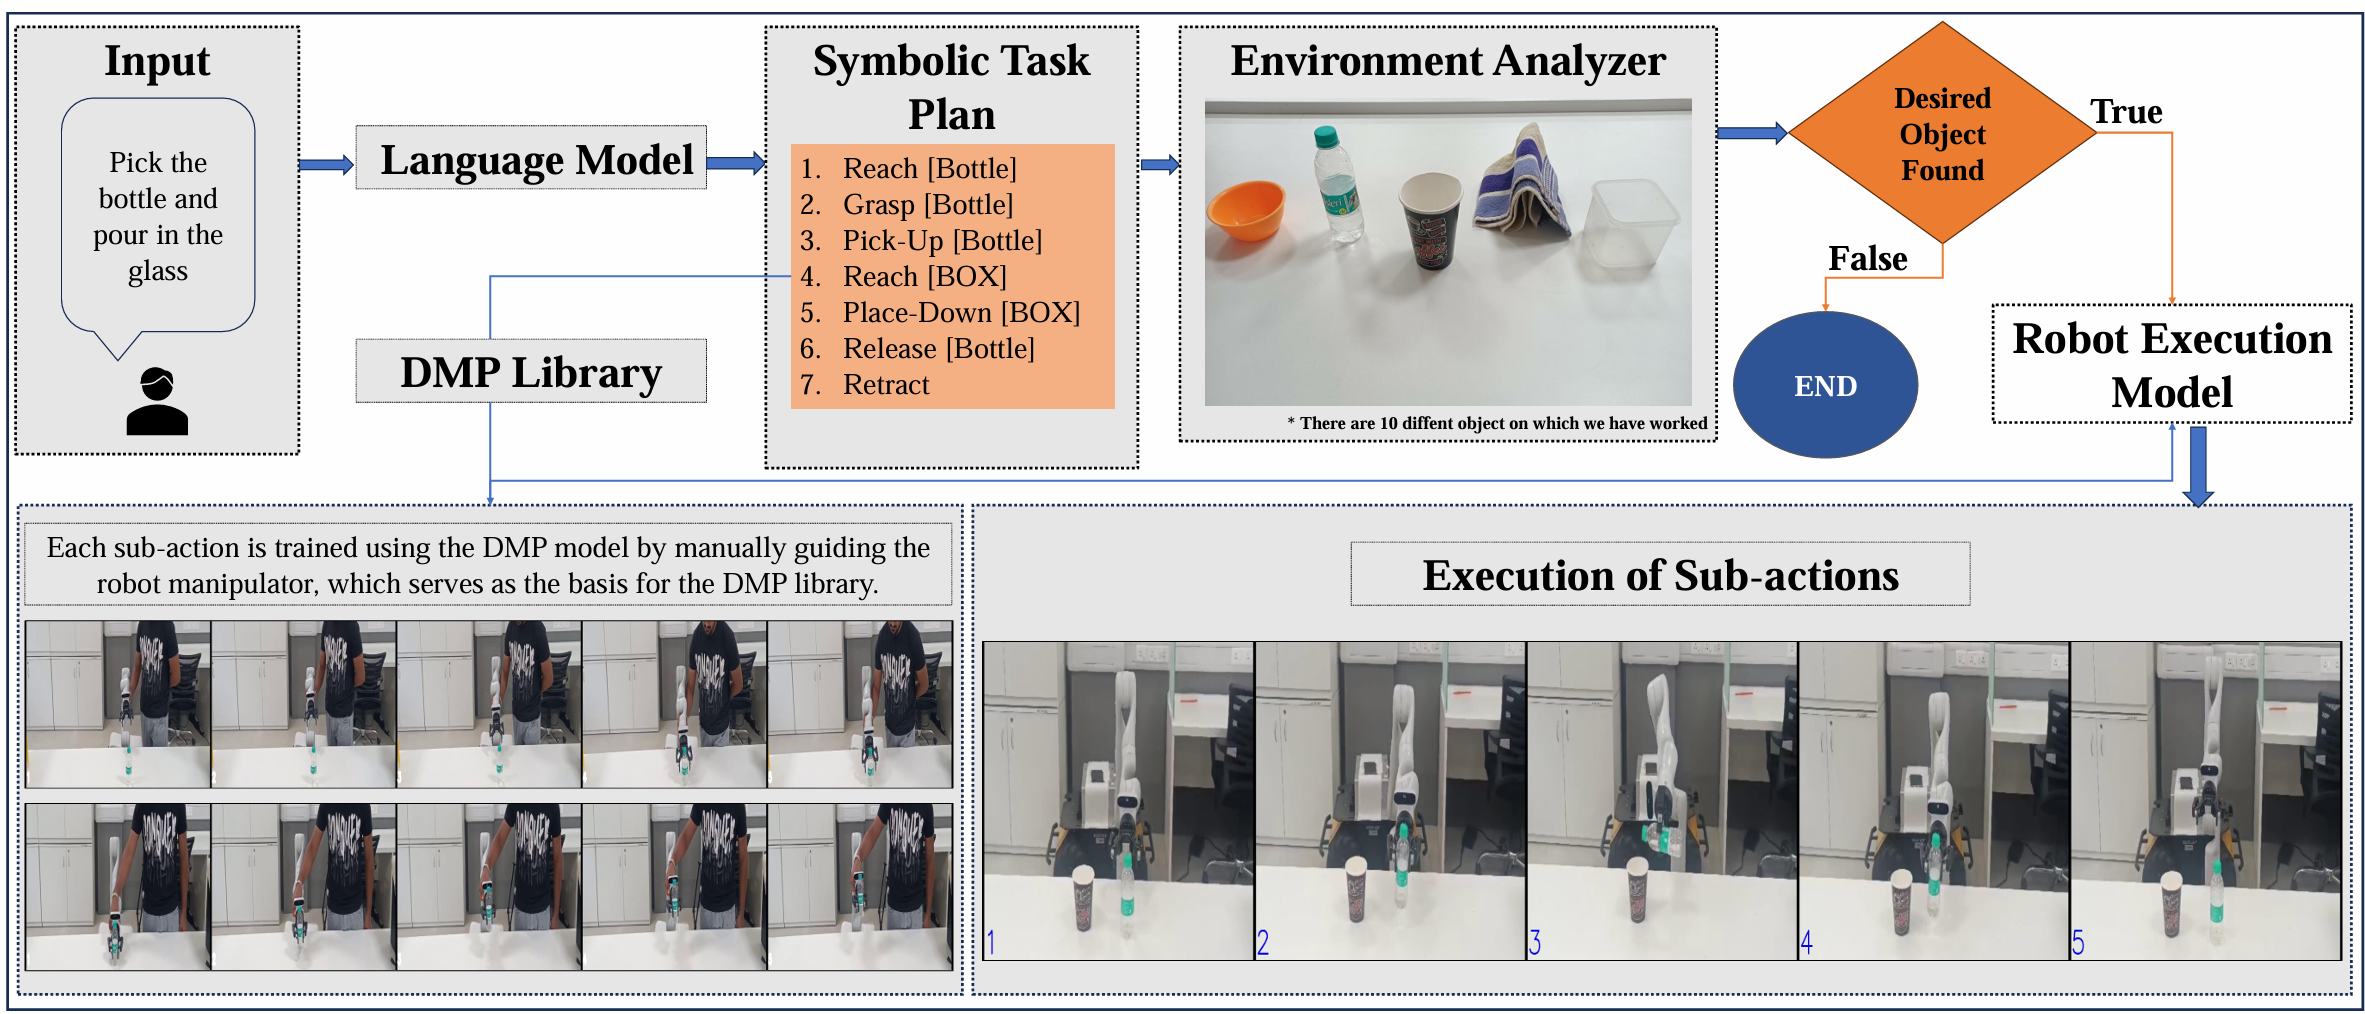 Input
Pick the
bottle and
pour in the
glass
Language Model
DMP Library
Symbolic Task
Plan
1. Reach [Bottle]
2. Grasp [Bottle]
3. Pick-Up [Bottle]
4. Reach [BOX]
5. Place-Down [BOX]
6. Release [Bottle]
7. Retract
Environment Analyzer
* There are 10 diffent object on which we have worked
Desired
Object
Found
True
False
END
Robot Execution
Model
Each sub-action is trained using the DMP model by manually guiding the
robot manipulator, which serves as the basis for the DMP library.
Execution of Sub-actions
1
2
3
4
5